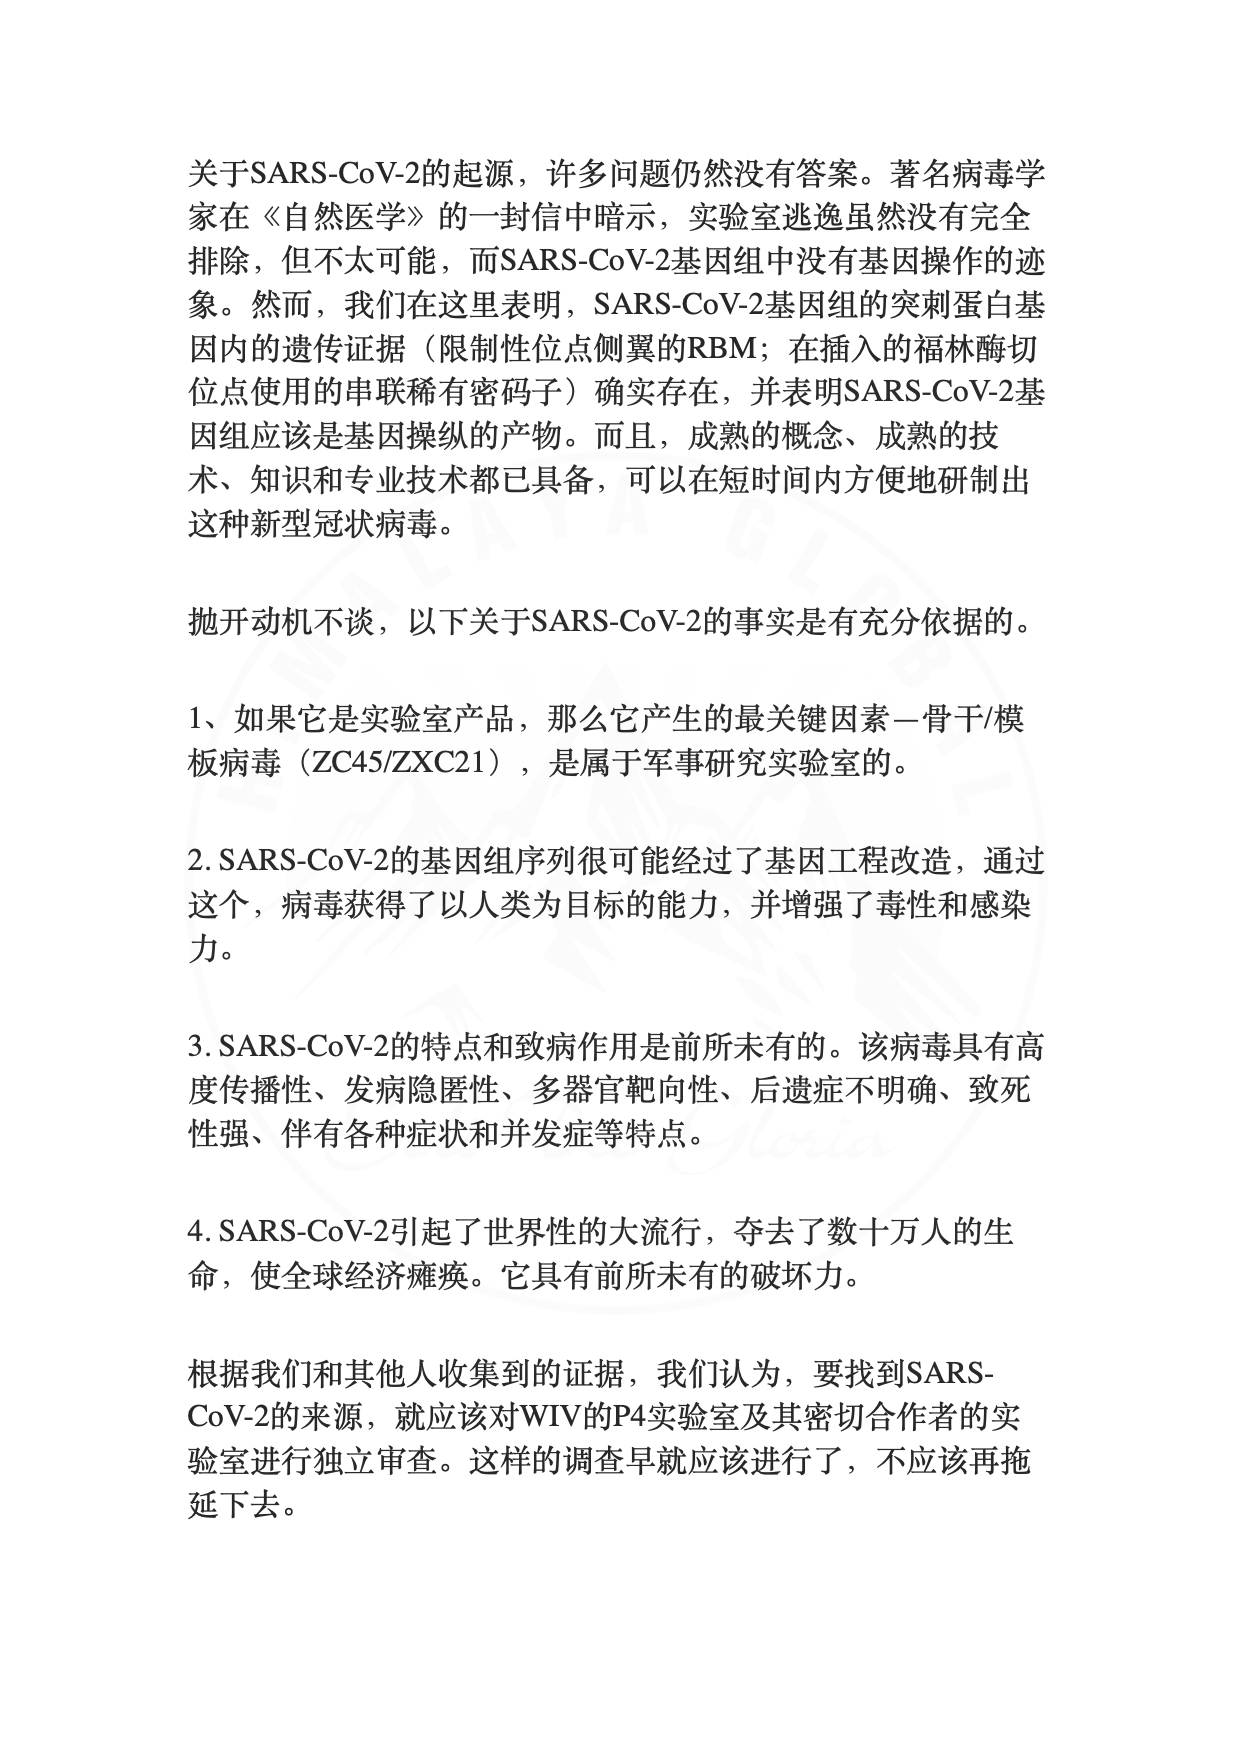 关于SARS-CoV-2的起源，许多问题仍然没有答案。著名病毒学
家在《自然医学》的一封信中暗示，实验室逃逸虽然没有完全
排除，但不太可能，而SARS-CoV-2基因组中没有基因操作的迹
象。然而，我们在这里表明，SARS-CoV-2基因组的突刺蛋白基
因内的遗传证据（限制性位点侧翼的RBM；在插入的福林酶切
位点使用的串联稀有密码子）确实存在，并表明SARS-CoV-2基
因组应该是基因操纵的产物。而且，成熟的概念、成熟的技
术、知识和专业技术都已具备，可以在短时间内方便地研制出
这种新型冠状病毒。
抛开动机不谈，以下关于SARS-CoV-2的事实是有充分依据的。
1、如果它是实验室产品，那么它产生的最关键因素—骨干/模
板病毒（ZC45/ZXC21），是属于军事研究实验室的。
2. SARS-CoV-2的基因组序列很可能经过了基因工程改造，通过
这个，病毒获得了以人类为目标的能力，并增强了毒性和感染
力。
3. SARS-CoV-2的特点和致病作用是前所未有的。该病毒具有高
度传播性、发病隐匿性、多器官靶向性、后遗症不明确、致死
性强、伴有各种症状和并发症等特点。
4. SARS-CoV-2引起了世界性的大流行，夺去了数十万人的生
命，使全球经济瘫痪。它具有前所未有的破坏力。
根据我们和其他人收集到的证据，我们认为，要找到SARS-
CoV-2的来源，就应该对WIV的P4实验室及其密切合作者的实
验室进行独立审查。这样的调查早就应该进行了，不应该再拖
延下去。
HIMALAYA GLOBAL